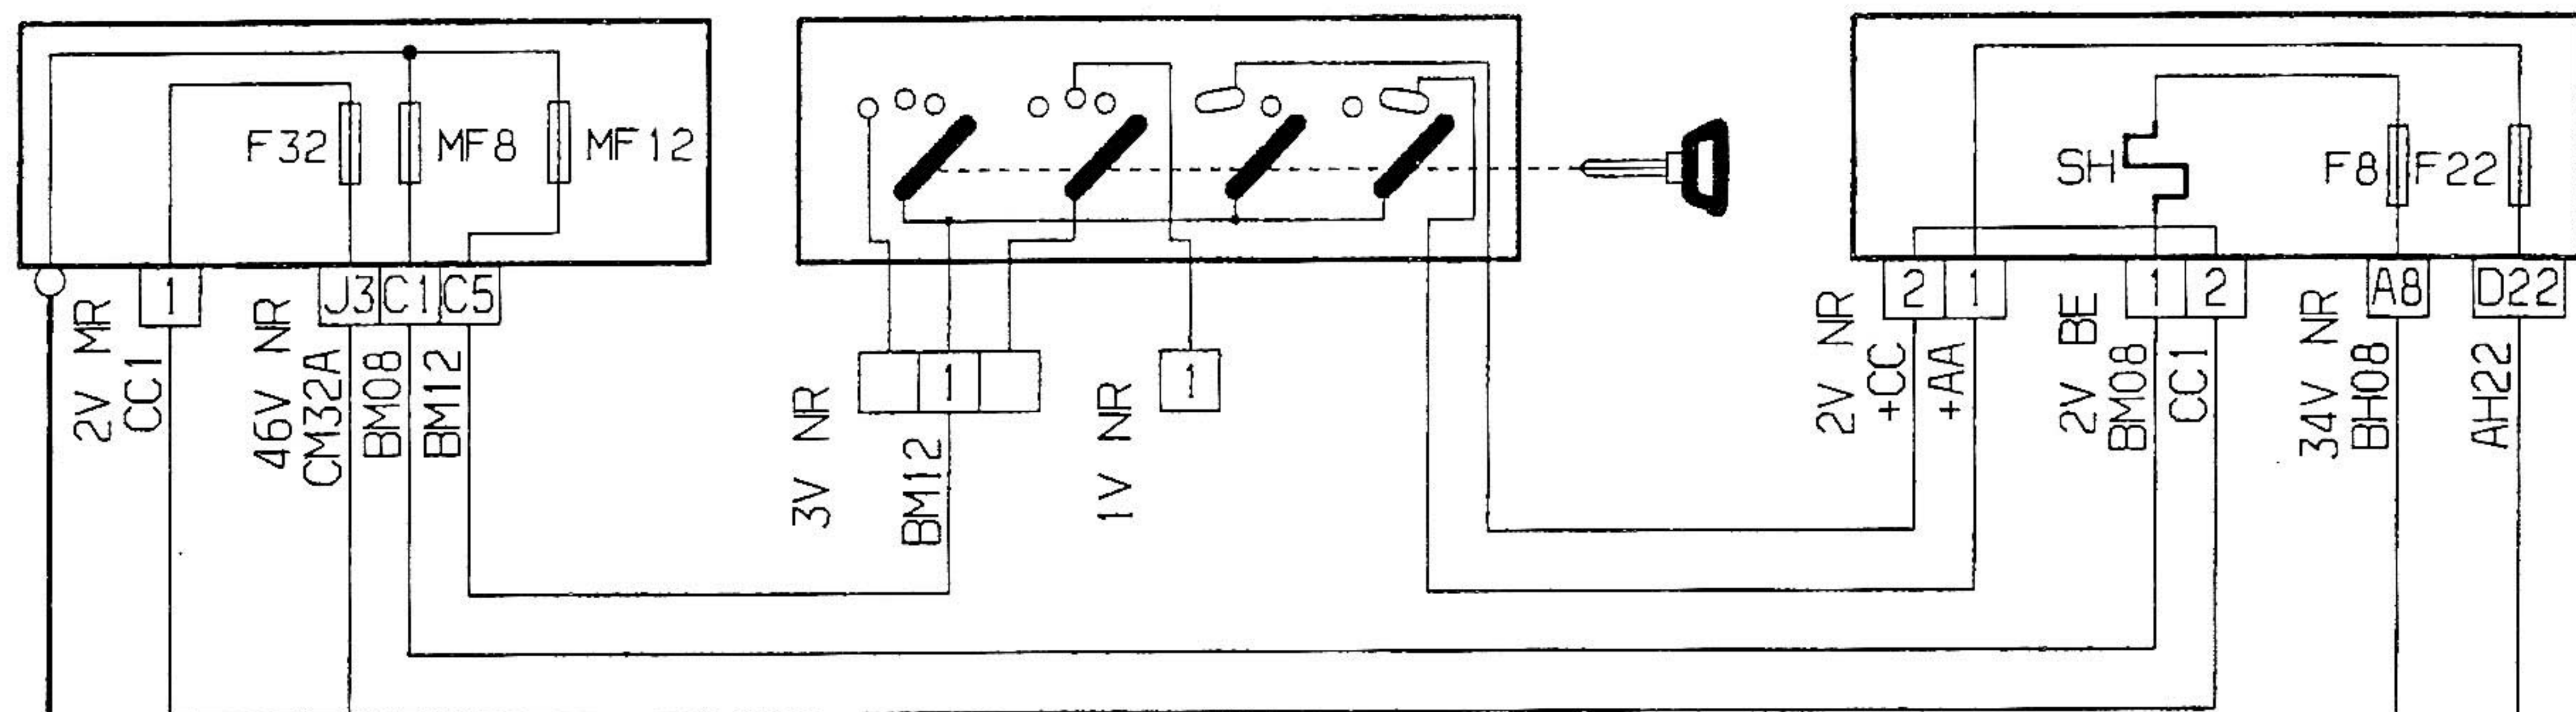 F32
MF8
MF12
SH
F8
F22
1
J3
C1
C5
2
1
1
2
A8
D22
2V MR
CC1
46V NR
CM32A
BM08
BM12
1
3V NR
BM12
1
1V NR
2V NR
+CC
+AA
2V BE
BM08
CC1
34V NR
BH08
AH22